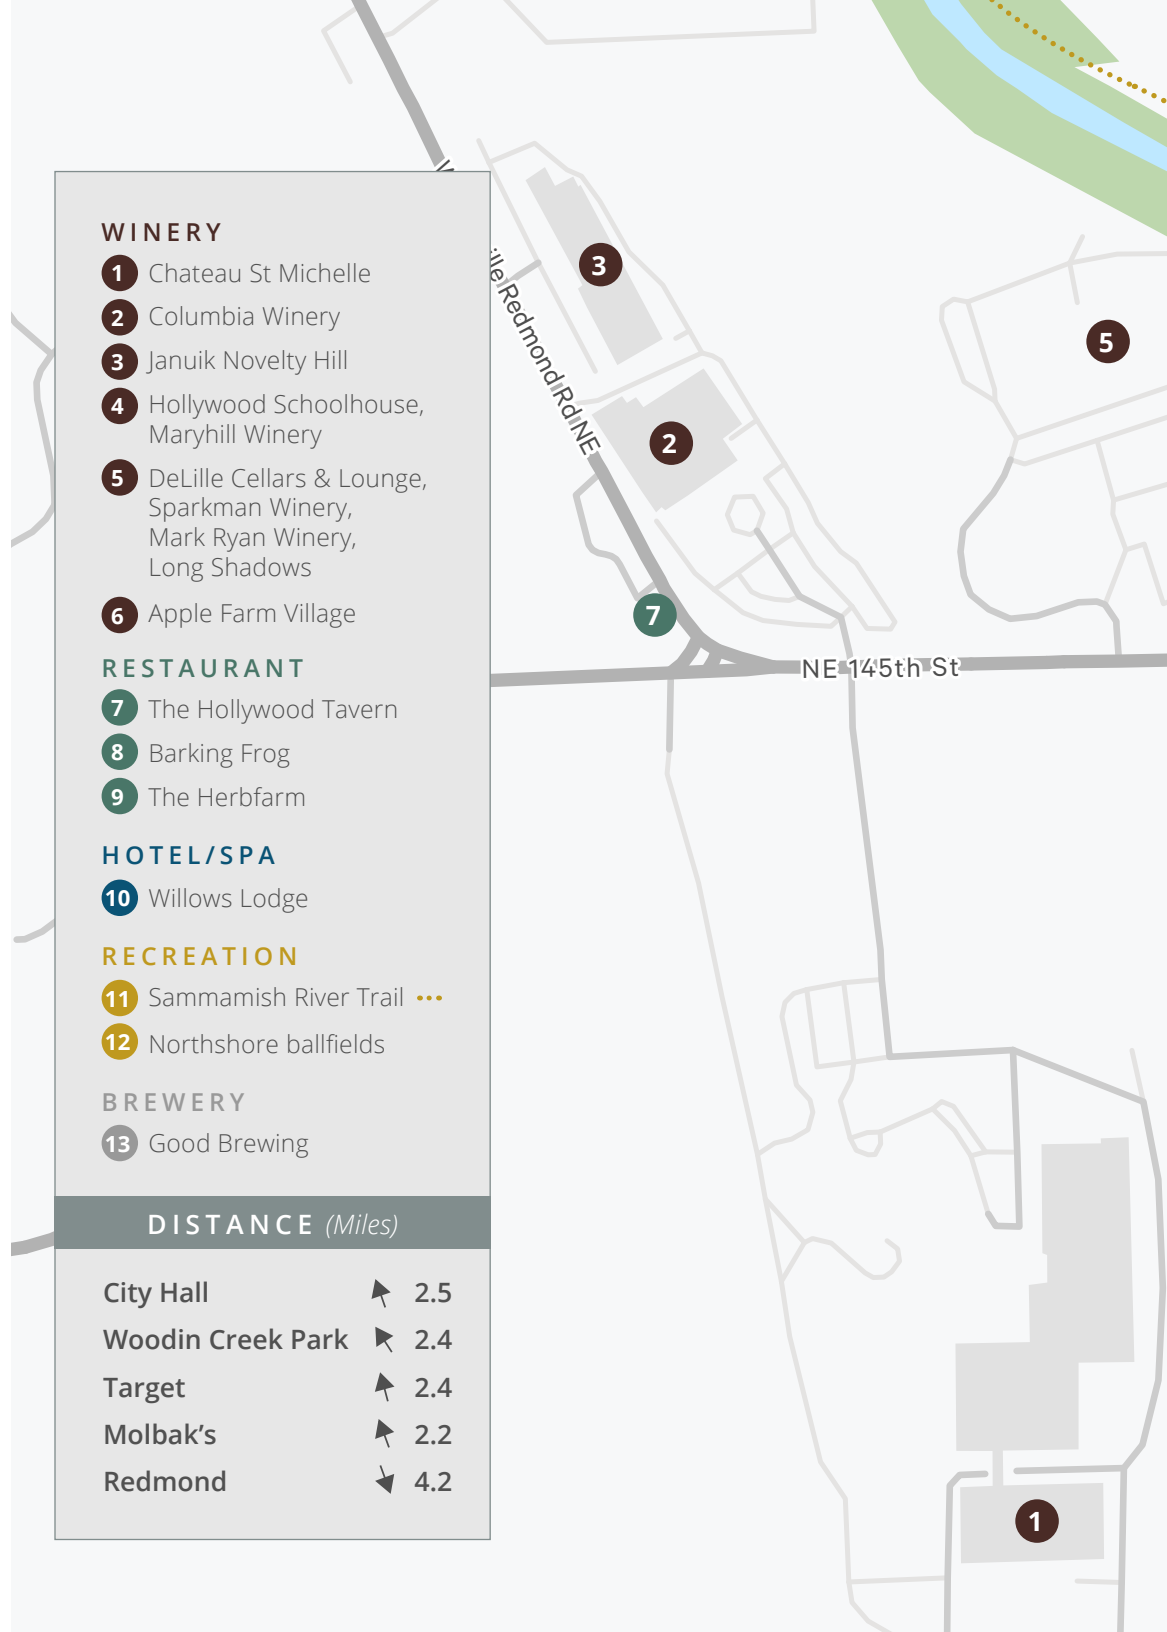 WINERY
1 Chateau St Michelle
2 Columbia Winery
3 Januik Novelty Hill
4 Hollywood Schoolhouse,
Maryhill Winery
5 DeLille Cellars & Lounge,
Sparkman Winery,
Mark Ryan Winery,
Long Shadows
6 Apple Farm Village
RESTAURANT
7 The Hollywood Tavern
8 Barking Frog
9 The Herbfarm
HOTEL/SPA
10 Willows Lodge
RECREATION
11 Sammamish River Trail
12 Northshore ballfields
BREWERY
13 Good Brewing
DISTANCE (Miles)
City Hall 2.5
Woodin Creek Park 2.4
Target 2.4
Molbak’s 2.2
Redmond 4.2
ille Redmond Rd NE
3
5
2
7
NE 145th St
1